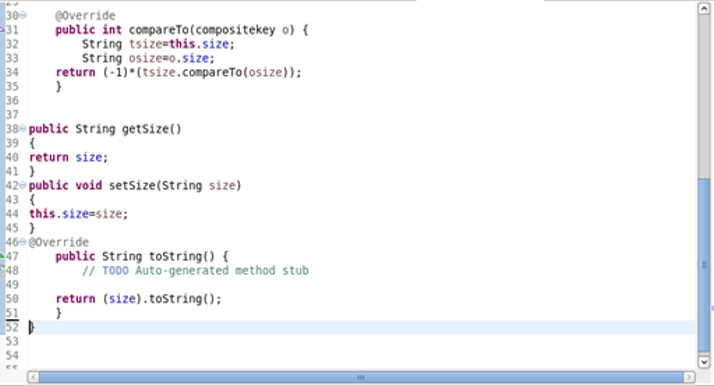 29
30 @Override
31 public int compareTo(compositekey o) {
32 String tsize=this.size;
33 String osize=o.size;
34 return (-1)*(tsize.compareTo(osize));
35 }
36
37
38 public String getSize()
39 {
40 return size;
41 }
42 public void setSize(String size)
43 {
44 this.size=size;
45 }
46 @Override
47 public String toString() {
48 // TODO Auto-generated method stub
49
50 return (size).toString();
51 }
52 }
53
54
55